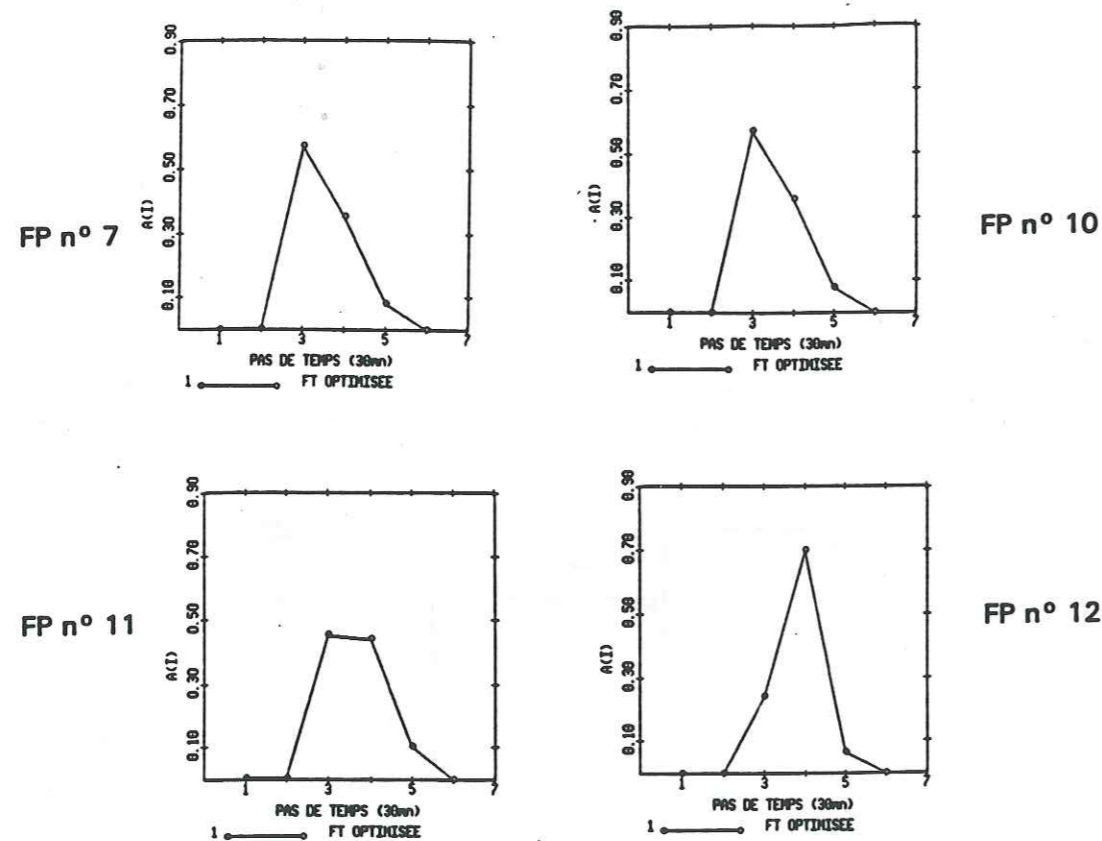 FP nº 7
A(I)
0.90
0.70
0.50
0.30
0.10
1 3 5 7
PAS DE TEMPS (30mn)
1 FT OPTIMISEE
FP nº 10
A(I)
0.90
0.70
0.50
0.30
0.10
1 3 5 7
PAS DE TEMPS (30mn)
1 FT OPTIMISEE
FP nº 11
A(I)
0.90
0.70
0.50
0.30
0.10
1 3 5 7
PAS DE TEMPS (30mn)
1 FT OPTIMISEE
FP nº 12
A(I)
0.90
0.70
0.50
0.30
0.10
1 3 5 7
PAS DE TEMPS (30mn)
1 FT OPTIMISEE